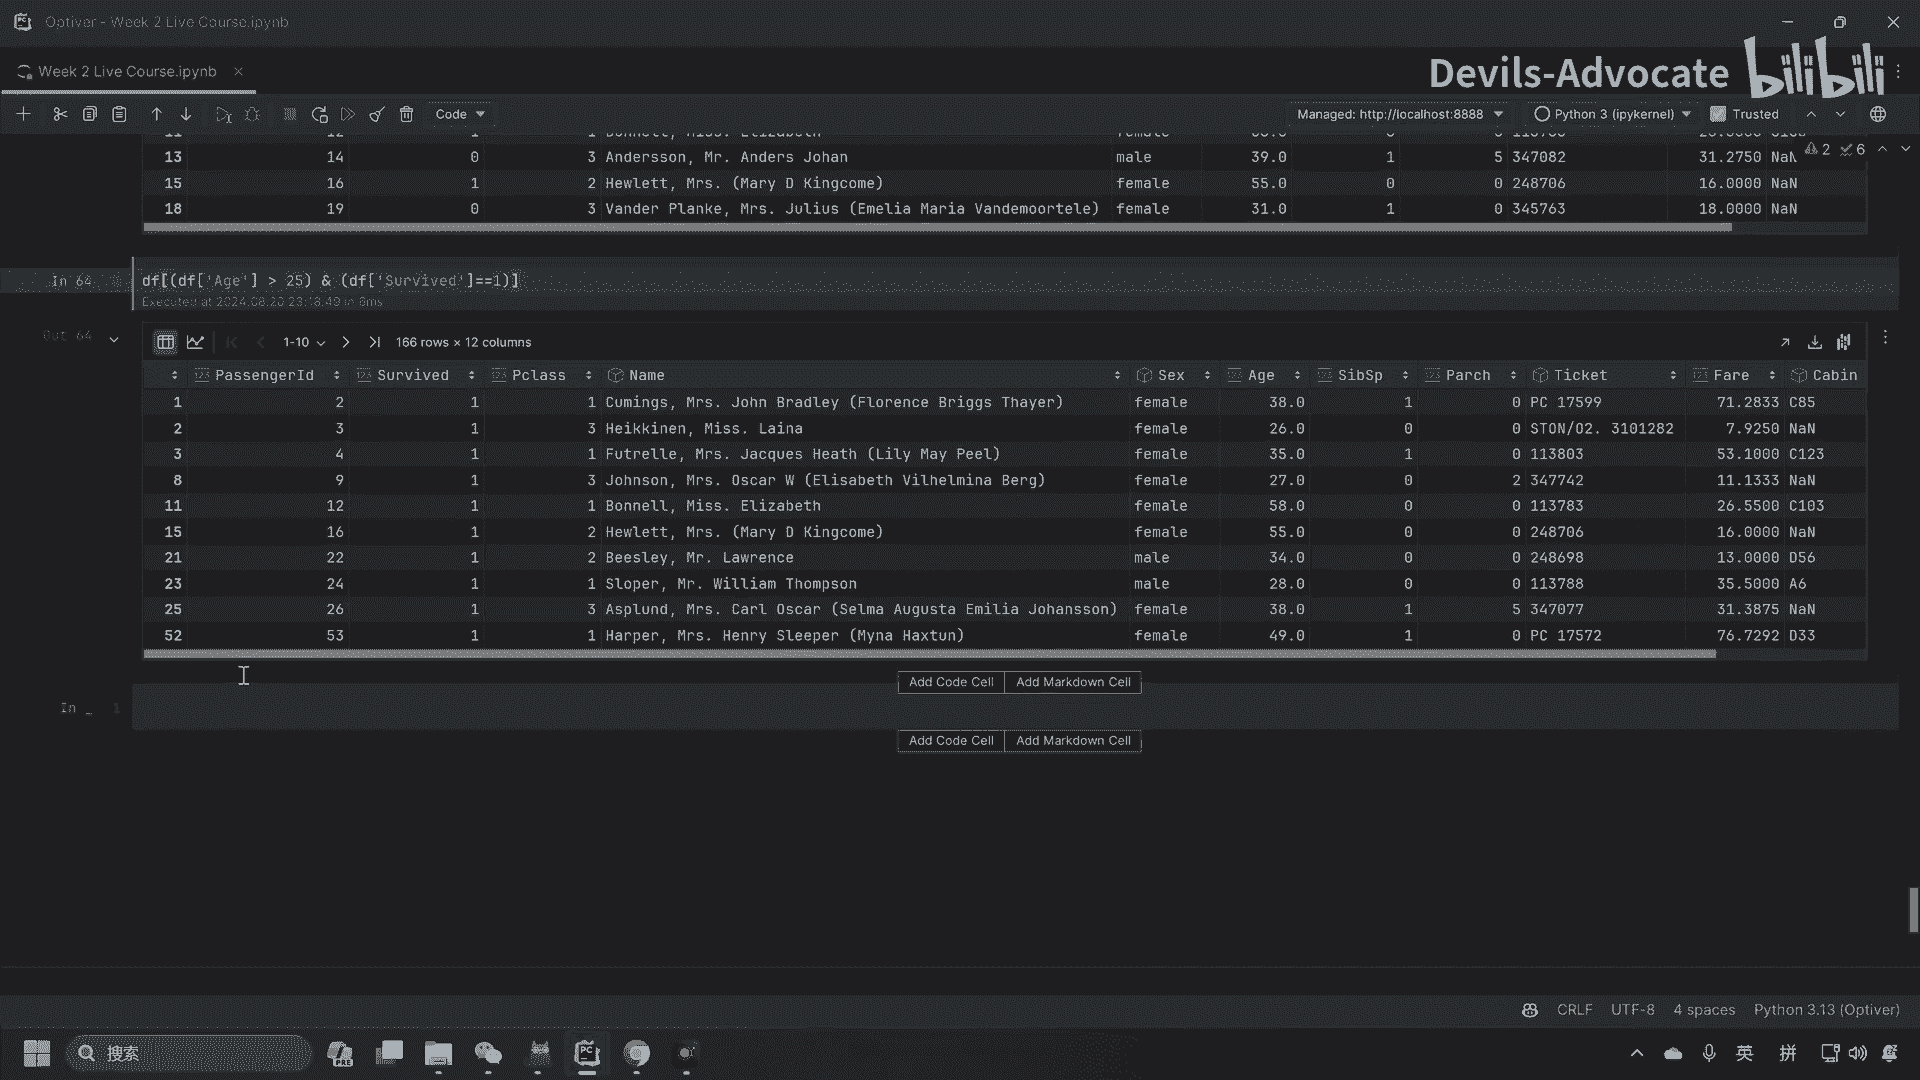 Optiver - Week 2 Live Course.ipynb
Week 2 Live Course.ipynb
Devils-Advocate bilibili
Code
Managed: http://localhost:8888
Python 3 (ipykernel)
Trusted
2 6
13 14 0 3 Andersson, Mr. Anders Johan male 39.0 1 5 347082 31.2750 NaN
15 16 1 2 Hewlett, Mrs. (Mary D Kingcome) female 55.0 0 0 248706 16.0000 NaN
18 19 0 3 Vander Planke, Mrs. Julius (Emelia Maria Vandemoortele) female 31.0 1 0 345763 18.0000 NaN
In 64 df[(df['Age'] > 25) & (df['Survived']==1)]
Executed at 2024.08.20 23:18:49 in 6ms
Out 64
1-10 166 rows × 12 columns
PassengerId Survived Pclass Name Sex Age SibSp Parch Ticket Fare Cabin
1 2 1 1 Cumings, Mrs. John Bradley (Florence Briggs Thayer) female 38.0 1 0 PC 17599 71.2833 C85
2 3 1 3 Heikkinen, Miss. Laina female 26.0 0 0 STON/O2. 3101282 7.9250 NaN
3 4 1 1 Futrelle, Mrs. Jacques Heath (Lily May Peel) female 35.0 1 0 113803 53.1000 C123
8 9 1 3 Johnson, Mrs. Oscar W (Elisabeth Vilhelmina Berg) female 27.0 0 2 347742 11.1333 NaN
11 12 1 1 Bonnell, Miss. Elizabeth female 58.0 0 0 113783 26.5500 C103
15 16 1 2 Hewlett, Mrs. (Mary D Kingcome) female 55.0 0 0 248706 16.0000 NaN
21 22 1 2 Beesley, Mr. Lawrence male 34.0 0 0 248698 13.0000 D56
23 24 1 1 Sloper, Mr. William Thompson male 28.0 0 0 113788 35.5000 A6
25 26 1 3 Asplund, Mrs. Carl Oscar (Selma Augusta Emilia Johansson) female 38.0 1 5 347077 31.3875 NaN
52 53 1 1 Harper, Mrs. Henry Sleeper (Myna Haxtun) female 49.0 1 0 PC 17572 76.7292 D33
Add Code Cell Add Markdown Cell
In _ 1
Add Code Cell Add Markdown Cell
CRLF UTF-8 4 spaces Python 3.13 (Optiver)
搜索
PRE
PC
英
拼